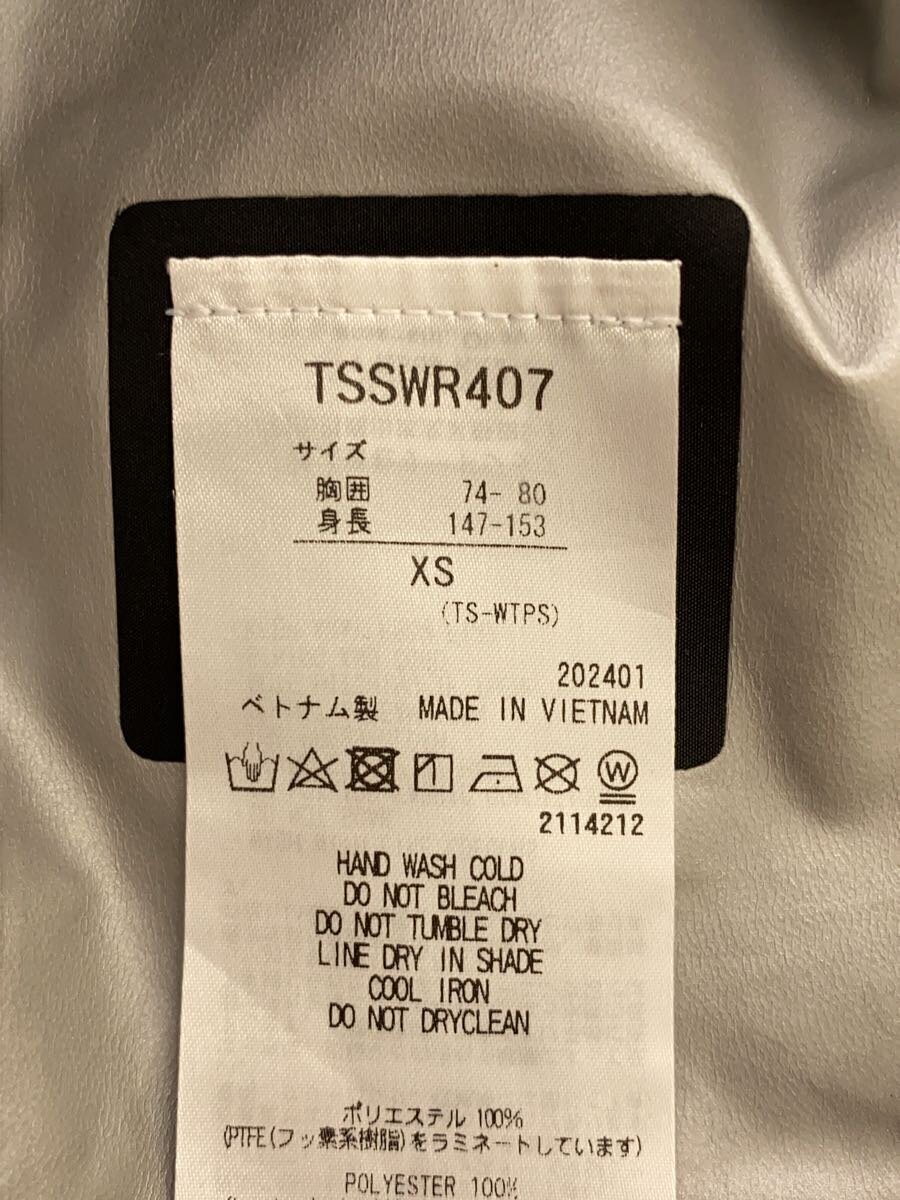 TSSWR407
サイズ
胸囲 74- 80
身長 147-153
XS
(TS-WTPS)
202401
ベトナム製 MADE IN VIETNAM
W
2114212
HAND WASH COLD
DO NOT BLEACH
DO NOT TUMBLE DRY
LINE DRY IN SHADE
COOL IRON
DO NOT DRYCLEAN
ポリエステル 100%
(PTFE(フッ素系樹脂)をラミネートしています)
POLYESTER 100%